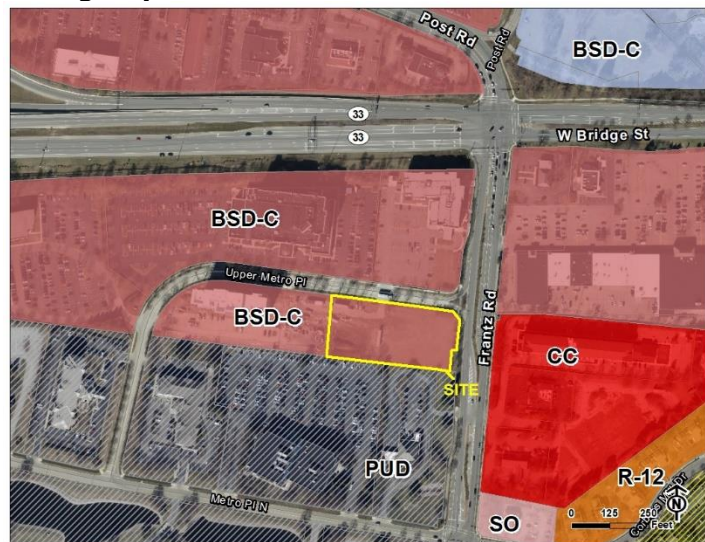 Post Rd
Post Rd
BSD-C
33
33
W Bridge St
BSD-C
Upper Metro Pl
BSD-C
Frantz Rd
CC
SITE
PUD
R-12
Metro Pl N
SO
N
0 125 250
Feet